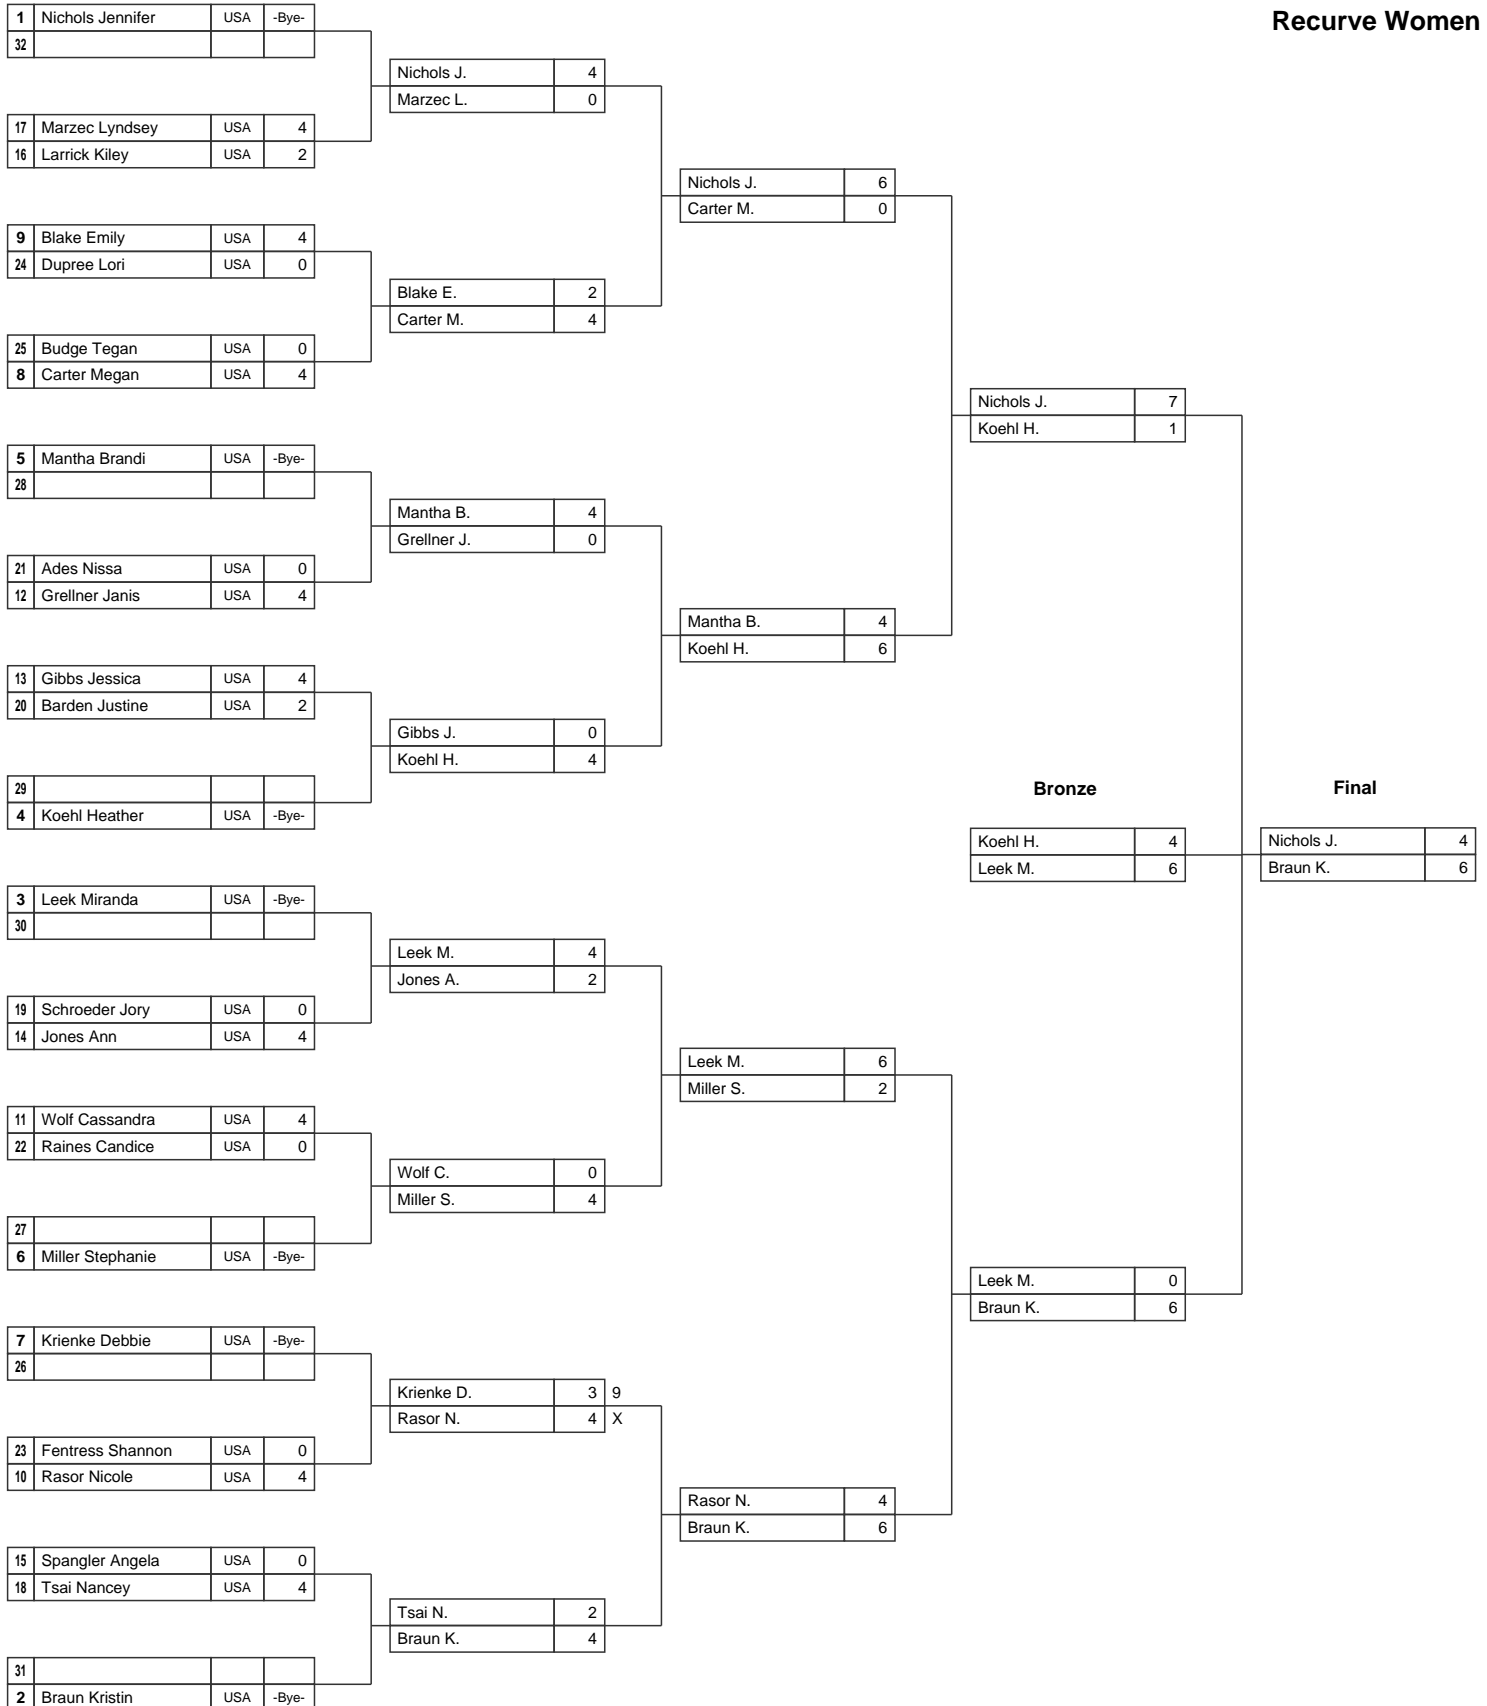 Recurve Women
1 Nichols Jennifer USA -Bye-
32
17 Marzec Lyndsey USA 4
16 Larrick Kiley USA 2
9 Blake Emily USA 4
24 Dupree Lori USA 0
25 Budge Tegan USA 0
8 Carter Megan USA 4
5 Mantha Brandi USA -Bye-
28
21 Ades Nissa USA 0
12 Grellner Janis USA 4
13 Gibbs Jessica USA 4
20 Barden Justine USA 2
29
4 Koehl Heather USA -Bye-
3 Leek Miranda USA -Bye-
30
19 Schroeder Jory USA 0
14 Jones Ann USA 4
11 Wolf Cassandra USA 4
22 Raines Candice USA 0
27
6 Miller Stephanie USA -Bye-
7 Krienke Debbie USA -Bye-
26
23 Fentress Shannon USA 0
10 Rasor Nicole USA 4
15 Spangler Angela USA 0
18 Tsai Nancey USA 4
31
2 Braun Kristin USA -Bye-
Nichols J. 4
Marzec L. 0
Blake E. 2
Carter M. 4
Mantha B. 4
Grellner J. 0
Gibbs J. 0
Koehl H. 4
Leek M. 4
Jones A. 2
Wolf C. 0
Miller S. 4
Krienke D. 3 9
Rasor N. 4 X
Tsai N. 2
Braun K. 4
Nichols J. 6
Carter M. 0
Mantha B. 4
Koehl H. 6
Leek M. 6
Miller S. 2
Rasor N. 4
Braun K. 6
Nichols J. 7
Koehl H. 1
Leek M. 0
Braun K. 6
Bronze
Koehl H. 4
Leek M. 6
Final
Nichols J. 4
Braun K. 6